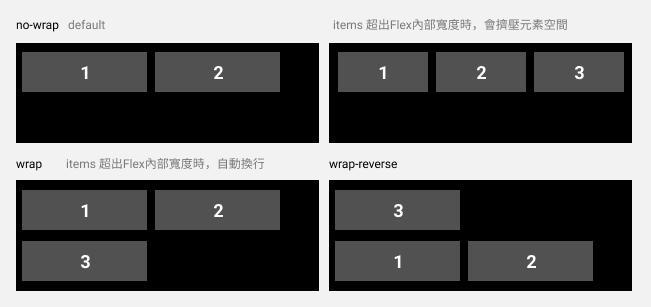 no-wrap default
items 超出Flex內部寬度時，會擠壓元素空間
1 2
1 2 3
wrap items 超出Flex內部寬度時，自動換行
wrap-reverse
1 2
3
3
1 2